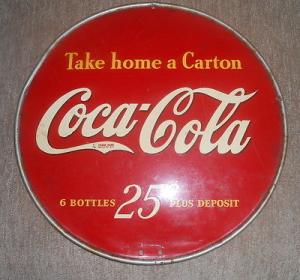 Take home a Carton
Coca-Cola
6 BOTTLES 25 PLUS DEPOSIT